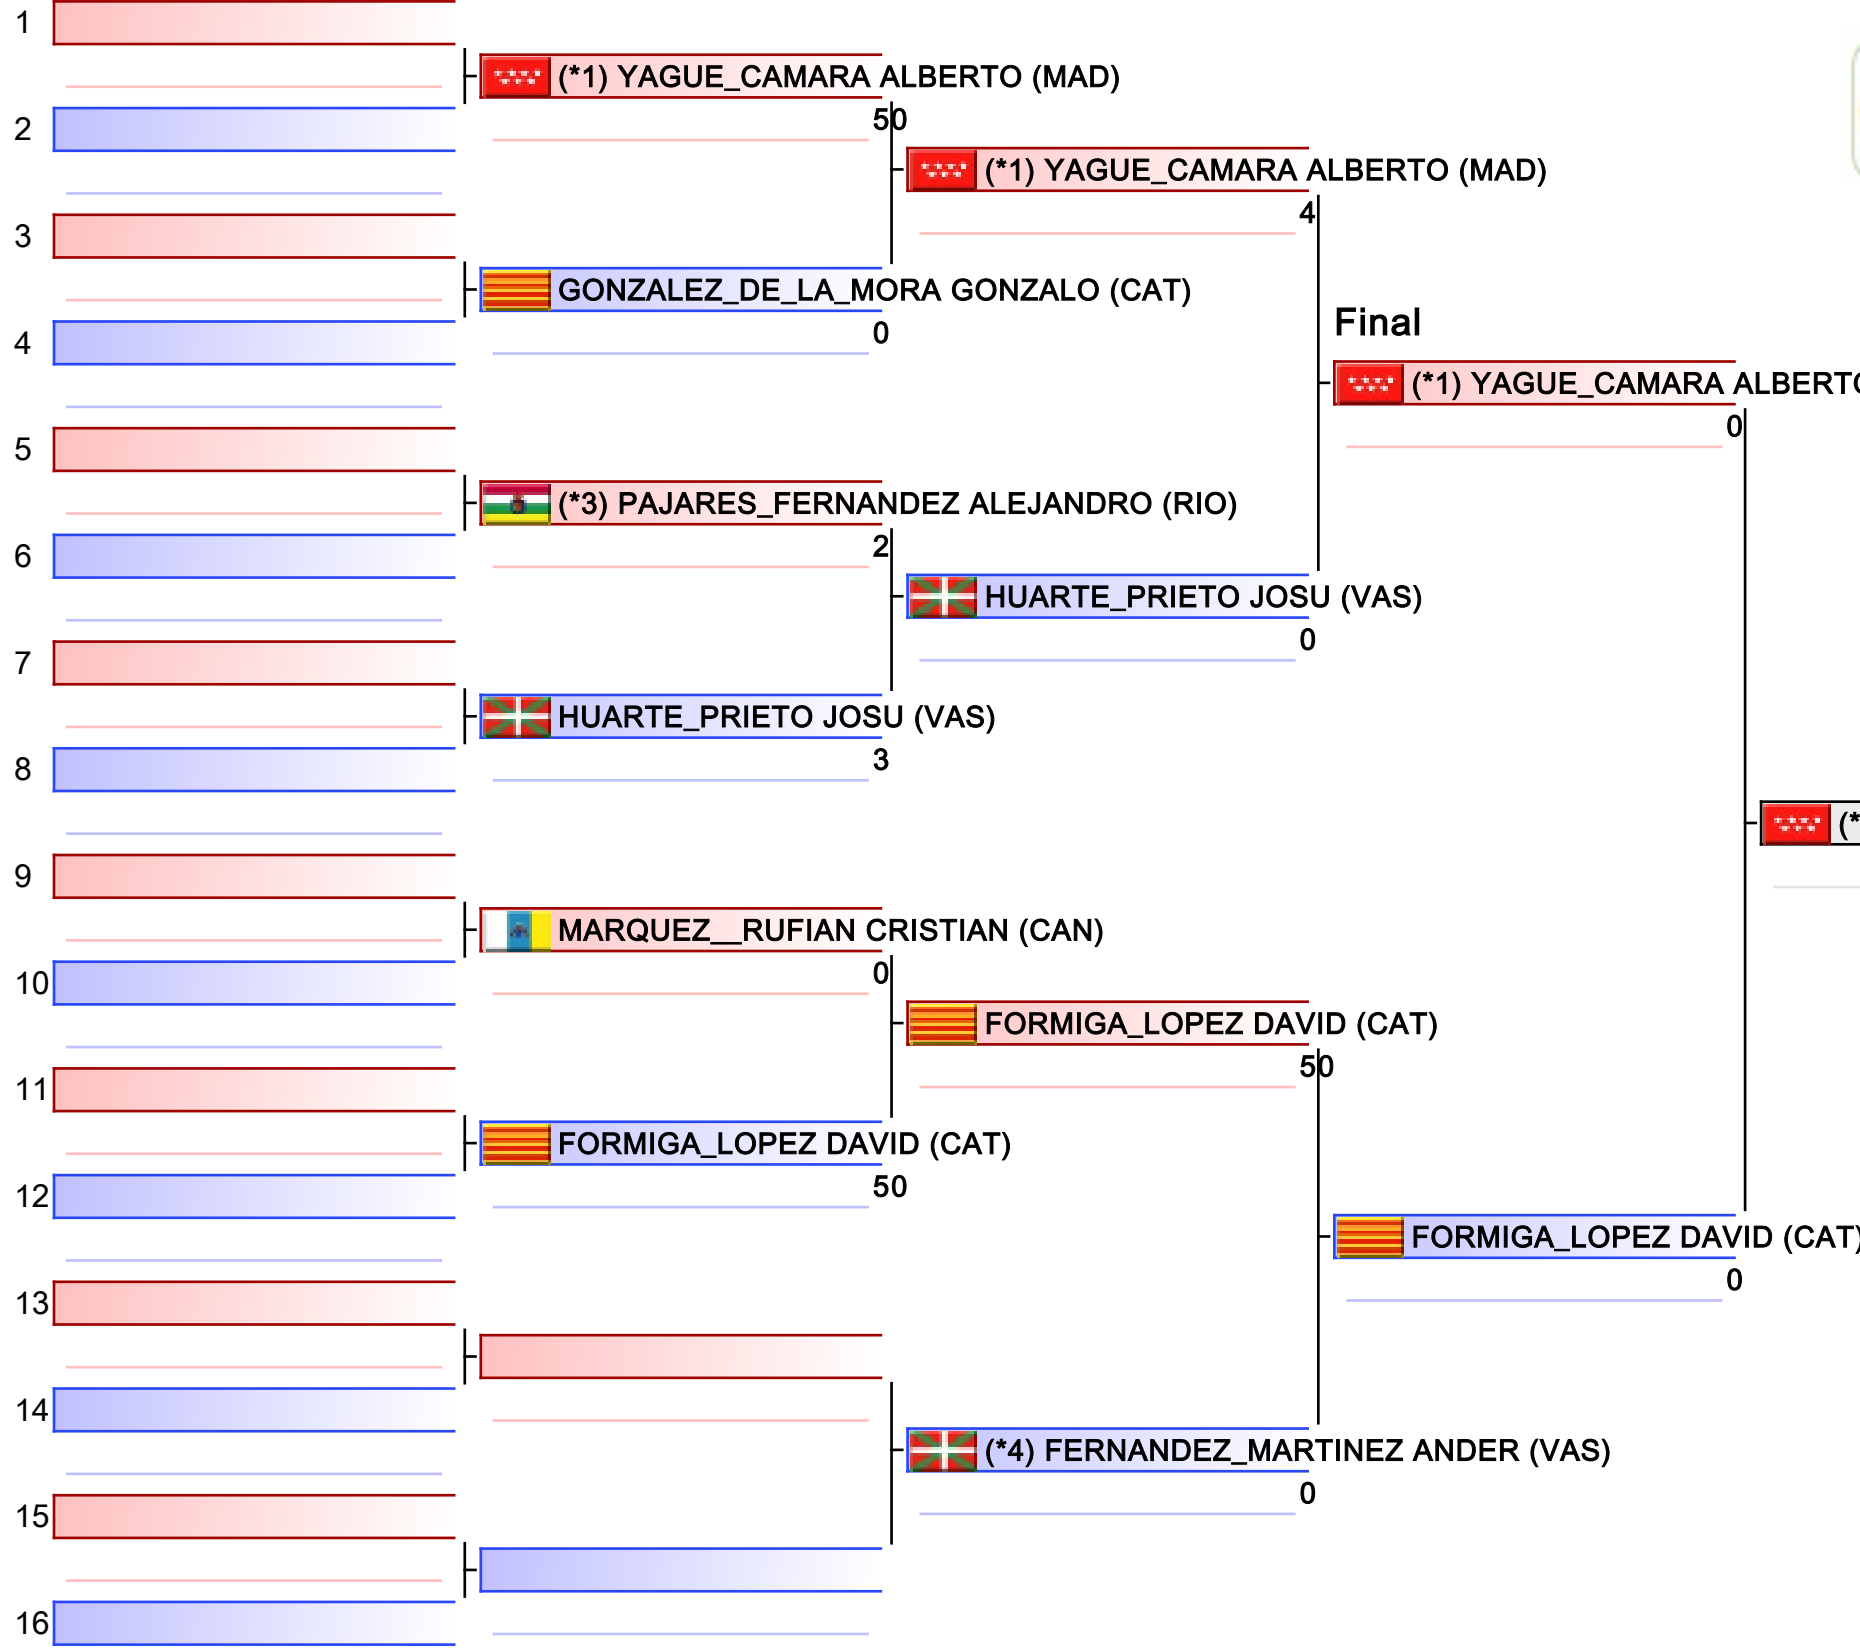 1
(*1) YAGUE_CAMARA ALBERTO (MAD)
50
2
(*1) YAGUE_CAMARA ALBERTO (MAD)
4
3
GONZALEZ_DE_LA_MORA GONZALO (CAT)
0
4
Final
(*1) YAGUE_CAMARA ALBERTO
0
5
(*3) PAJARES_FERNANDEZ ALEJANDRO (RIO)
2
6
HUARTE_PRIETO JOSU (VAS)
0
7
HUARTE_PRIETO JOSU (VAS)
3
8
(*
9
MARQUEZ__RUFIAN CRISTIAN (CAN)
0
10
FORMIGA_LOPEZ DAVID (CAT)
50
11
FORMIGA_LOPEZ DAVID (CAT)
50
12
FORMIGA_LOPEZ DAVID (CAT)
0
13
14
(*4) FERNANDEZ_MARTINEZ ANDER (VAS)
0
15
16